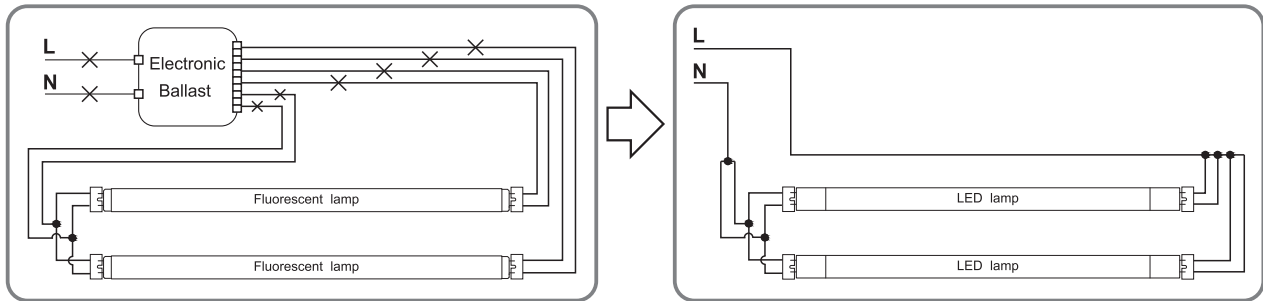 L
N
Electronic
Ballast
Fluorescent lamp
Fluorescent lamp
L
N
LED lamp
LED lamp